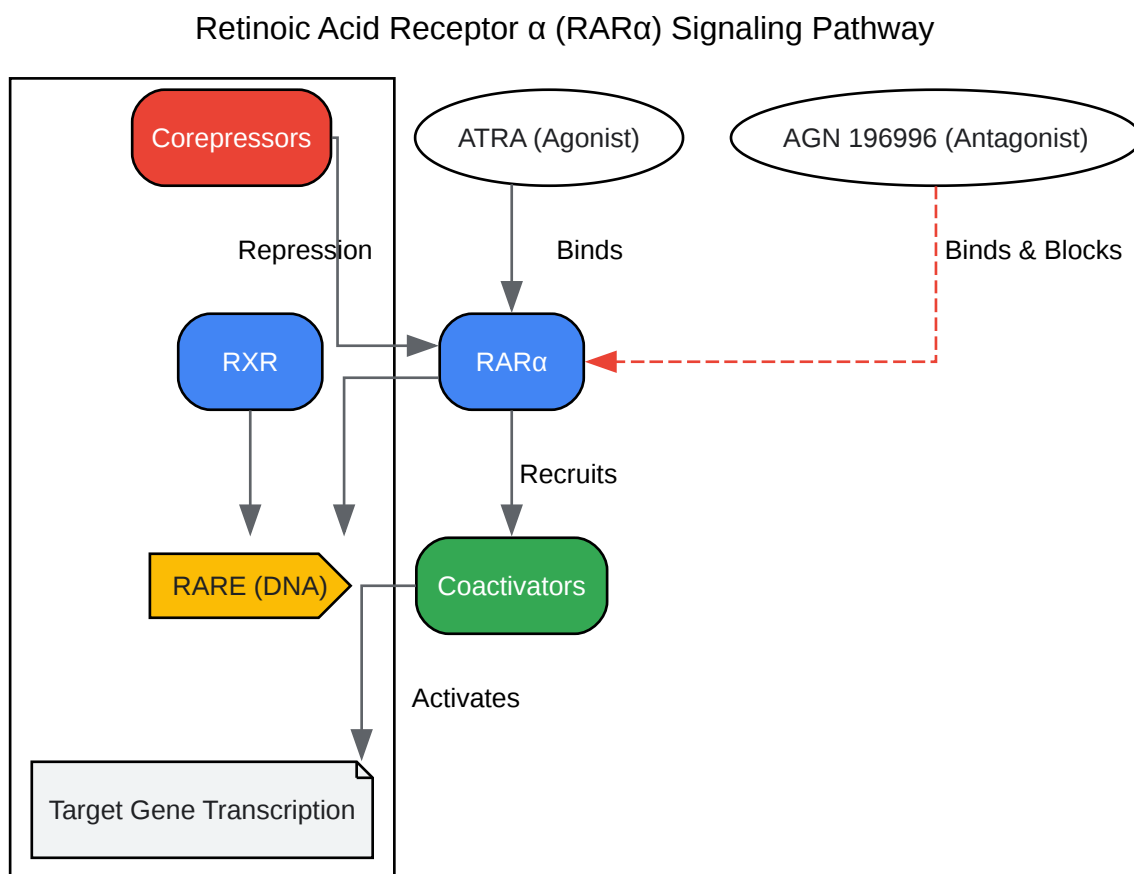 Retinoic Acid Receptor α (RARα) Signaling Pathway
Corepressors
ATRA (Agonist)
AGN 196996 (Antagonist)
Repression
Binds
Binds & Blocks
RXR
RARα
Recruits
RARE (DNA)
Coactivators
Activates
Target Gene Transcription